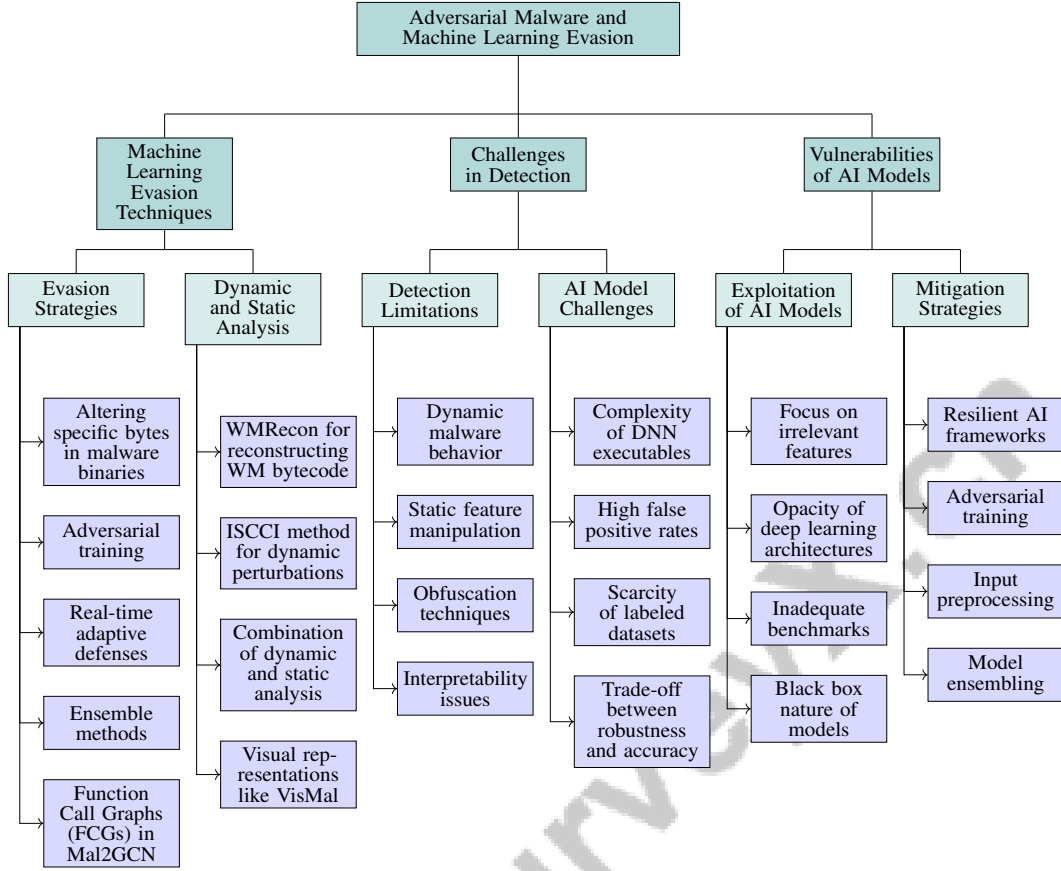 Adversarial Malware and
Machine Learning Evasion
Machine
Learning
Evasion
Techniques
Challenges
in Detection
Vulnerabilities
of AI Models
Evasion
Strategies
Dynamic
and Static
Analysis
Detection
Limitations
AI Model
Challenges
Exploitation
of AI Models
Mitigation
Strategies
Altering
specific bytes
in malware
binaries
Adversarial
training
Real-time
adaptive
defenses
Ensemble
methods
Function
Call Graphs
(FCGs) in
Mal2GCN
WMRecon for
reconstructing
WM bytecode
ISCCI method
for dynamic
perturbations
Combination
of dynamic
and static
analysis
Visual rep-
resentations
like VisMal
Dynamic
malware
behavior
Static feature
manipulation
Obfuscation
techniques
Interpretability
issues
Complexity
of DNN
executables
High false
positive rates
Scarcity
of labeled
datasets
Trade-off
between
robustness
and accuracy
Focus on
irrelevant
features
Opacity of
deep learning
architectures
Inadequate
benchmarks
Black box
nature of
models
Resilient AI
frameworks
Adversarial
training
Input
preprocessing
Model
ensembling